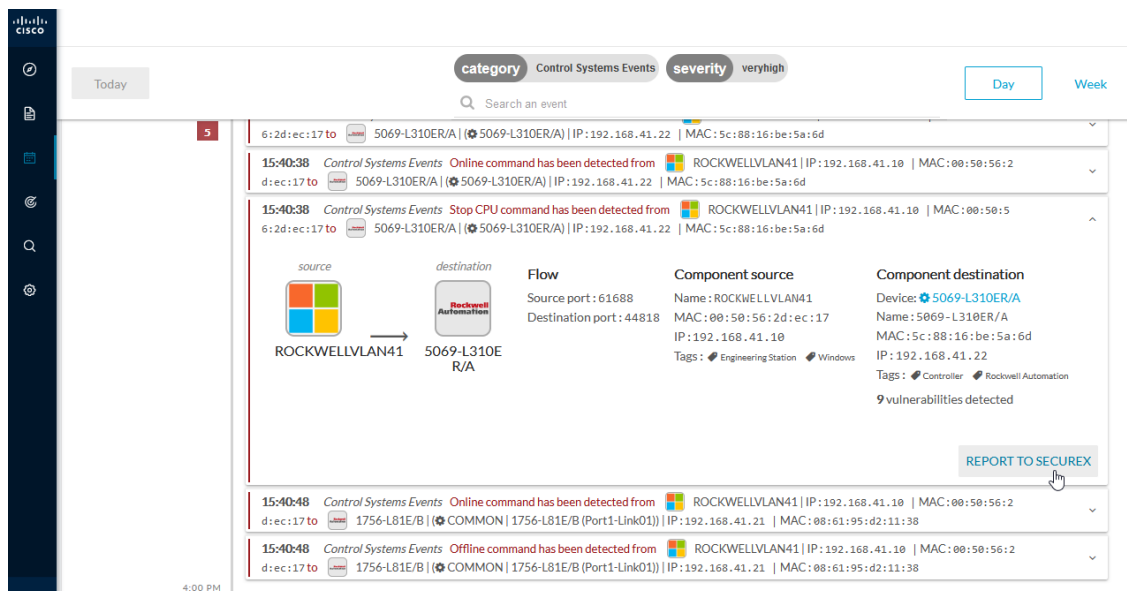 cisco
category Control Systems Events severity veryhigh
Today
Search an event
Day Week
5
6:2d:ec:17 to 5069-L310ER/A | ( 5069-L310ER/A) | IP:192.168.41.22 | MAC:5c:88:16:be:5a:6d
15:40:38 Control Systems Events Online command has been detected from ROCKWELLVLAN41 | IP:192.168.41.10 | MAC:00:50:56:2
d:ec:17 to 5069-L310ER/A | ( 5069-L310ER/A) | IP:192.168.41.22 | MAC:5c:88:16:be:5a:6d
15:40:38 Control Systems Events Stop CPU command has been detected from ROCKWELLVLAN41 | IP:192.168.41.10 | MAC:00:50:5
6:2d:ec:17 to 5069-L310ER/A | ( 5069-L310ER/A) | IP:192.168.41.22 | MAC:5c:88:16:be:5a:6d
source
destination
Rockwell
Automation
ROCKWELLVLAN41
5069-L310E
R/A
Flow
Source port : 61688
Destination port : 44818
Component source
Name : ROCKWELLVLAN41
MAC: 00:50:56:2d:ec:17
IP: 192.168.41.10
Tags : Engineering Station Windows
Component destination
Device: 5069-L310ER/A
Name : 5069-L310ER/A
MAC: 5c:88:16:be:5a:6d
IP: 192.168.41.22
Tags : Controller Rockwell Automation
9 vulnerabilities detected
REPORT TO SECUREX
15:40:48 Control Systems Events Online command has been detected from ROCKWELLVLAN41 | IP:192.168.41.10 | MAC:00:50:56:2
d:ec:17 to 1756-L81E/B | ( COMMON | 1756-L81E/B (Port1-Link01)) | IP:192.168.41.21 | MAC:08:61:95:d2:11:38
15:40:48 Control Systems Events Offline command has been detected from ROCKWELLVLAN41 | IP:192.168.41.10 | MAC:00:50:56:2
d:ec:17 to 1756-L81E/B | ( COMMON | 1756-L81E/B (Port1-Link01)) | IP:192.168.41.21 | MAC:08:61:95:d2:11:38
4:00 PM